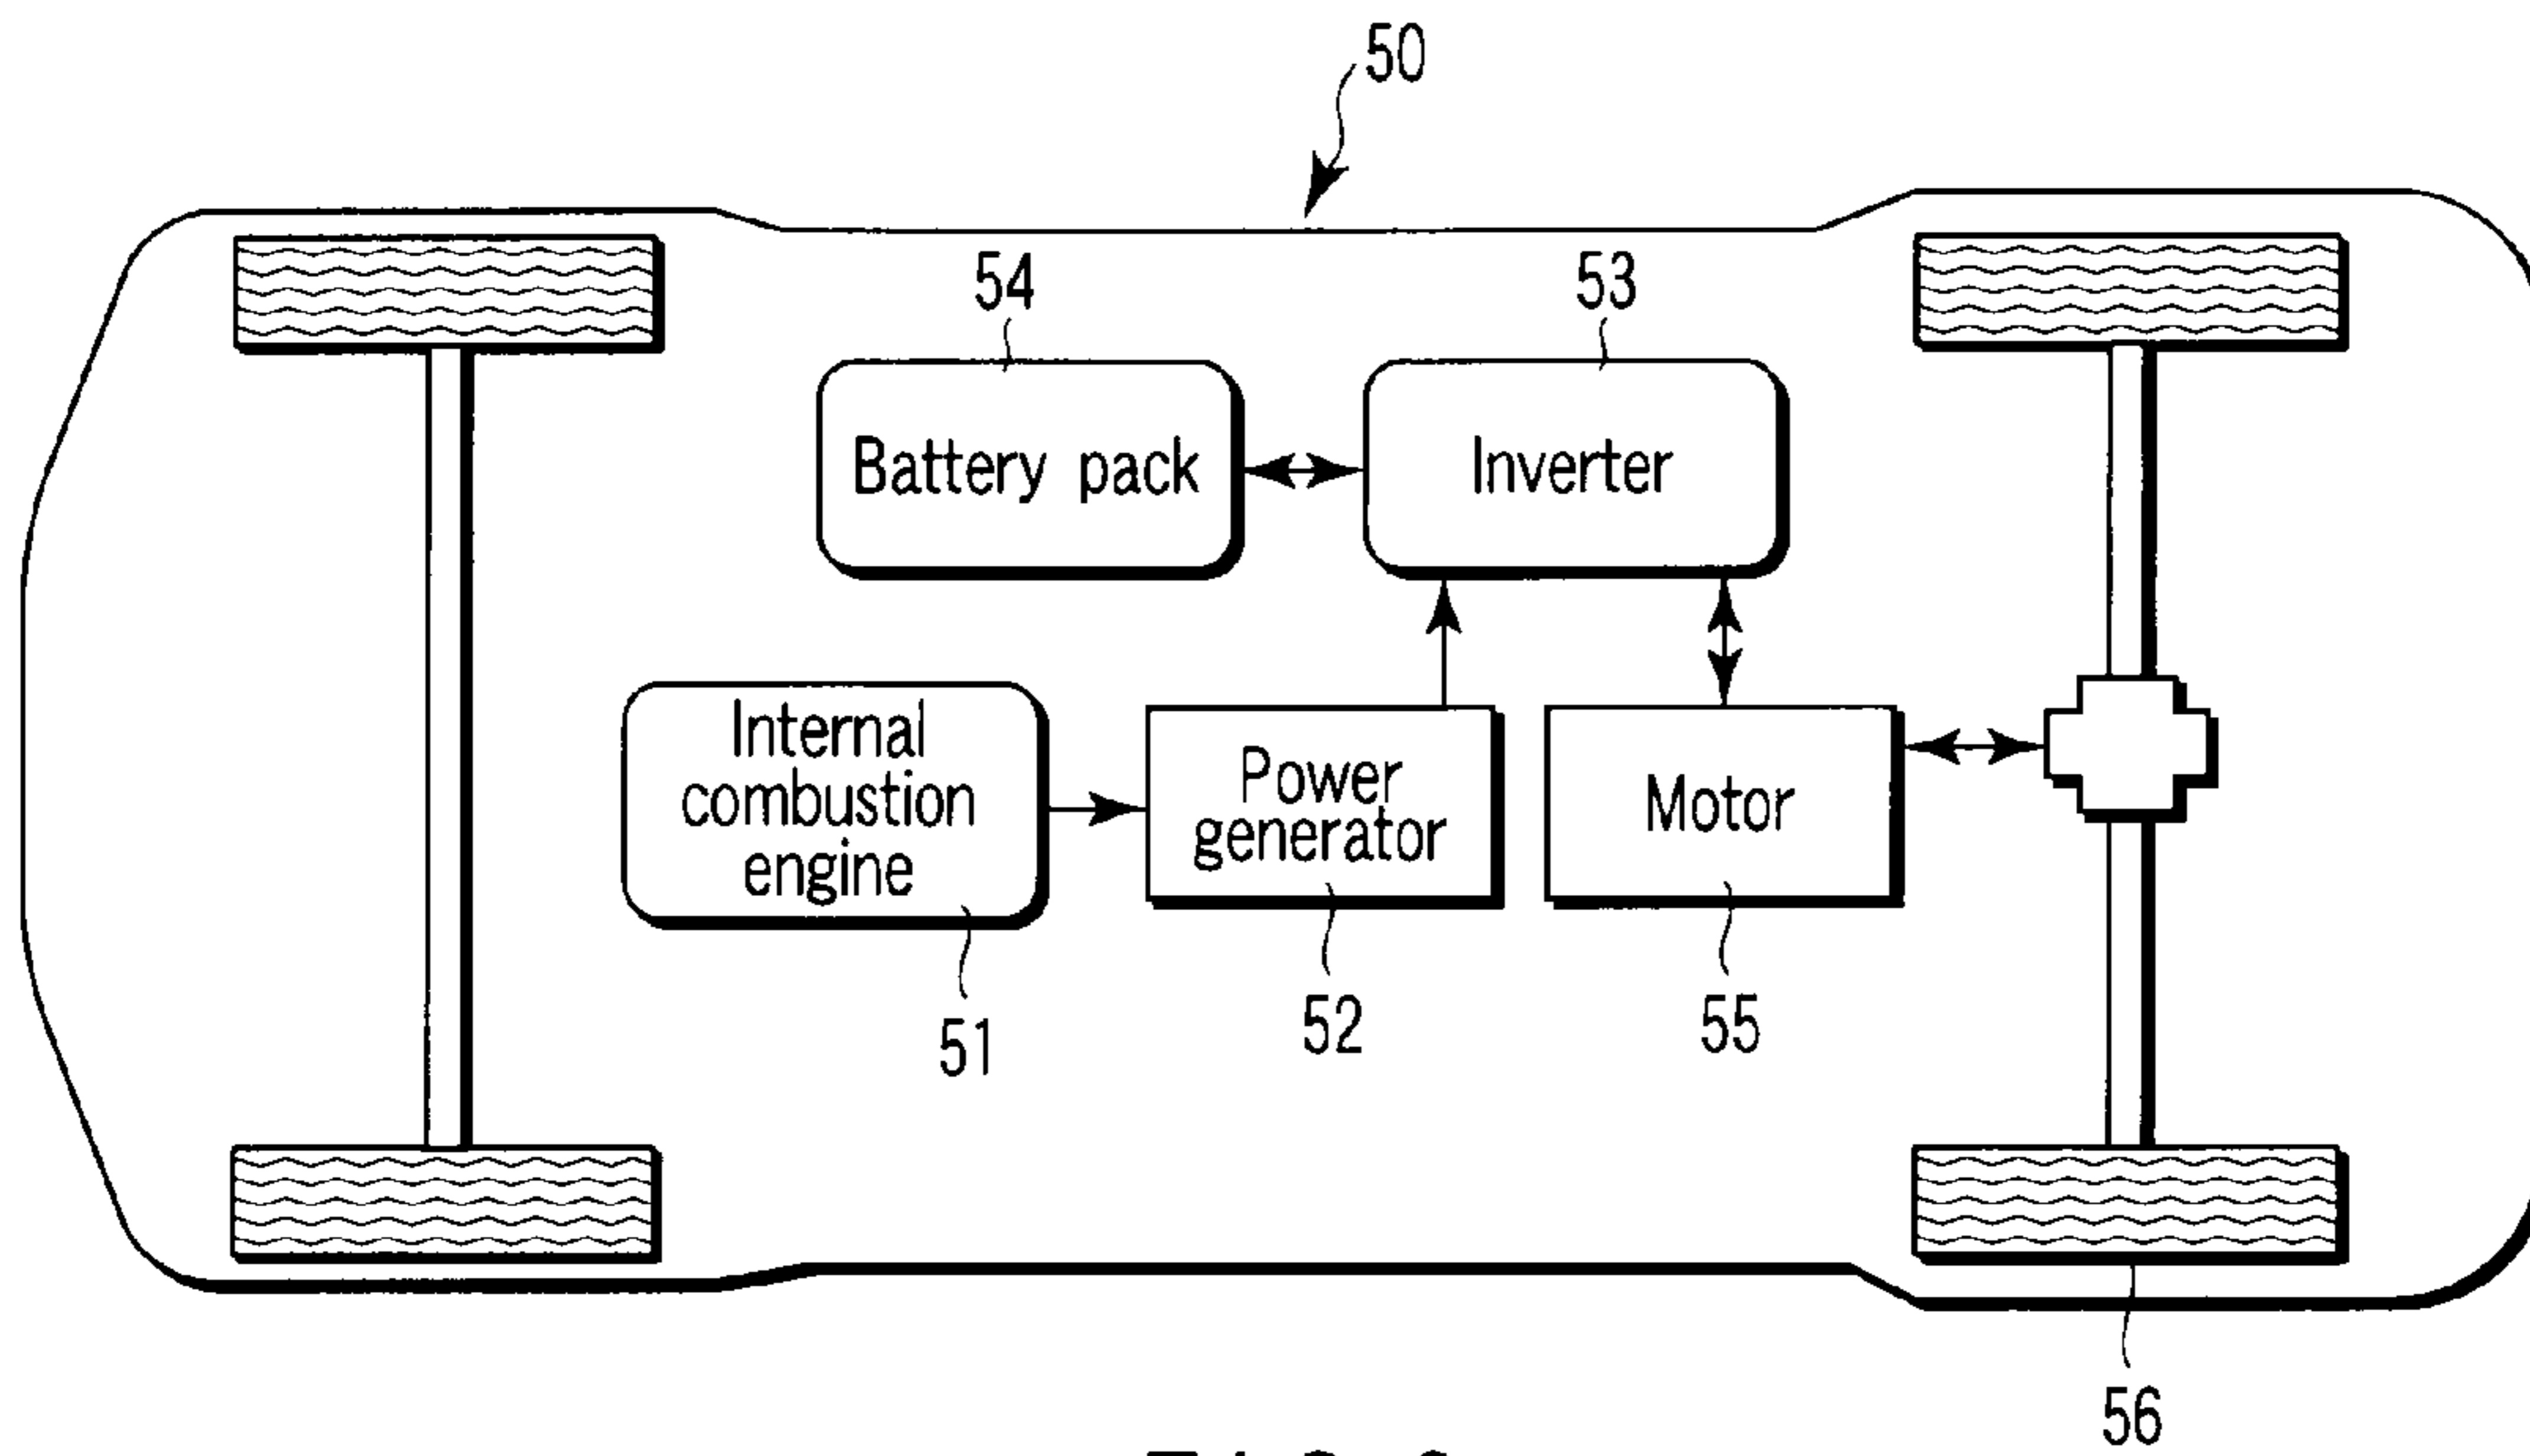 50
54
53
Battery pack
Inverter
Internal
combustion
engine
Power
generator
Motor
51
52
55
56